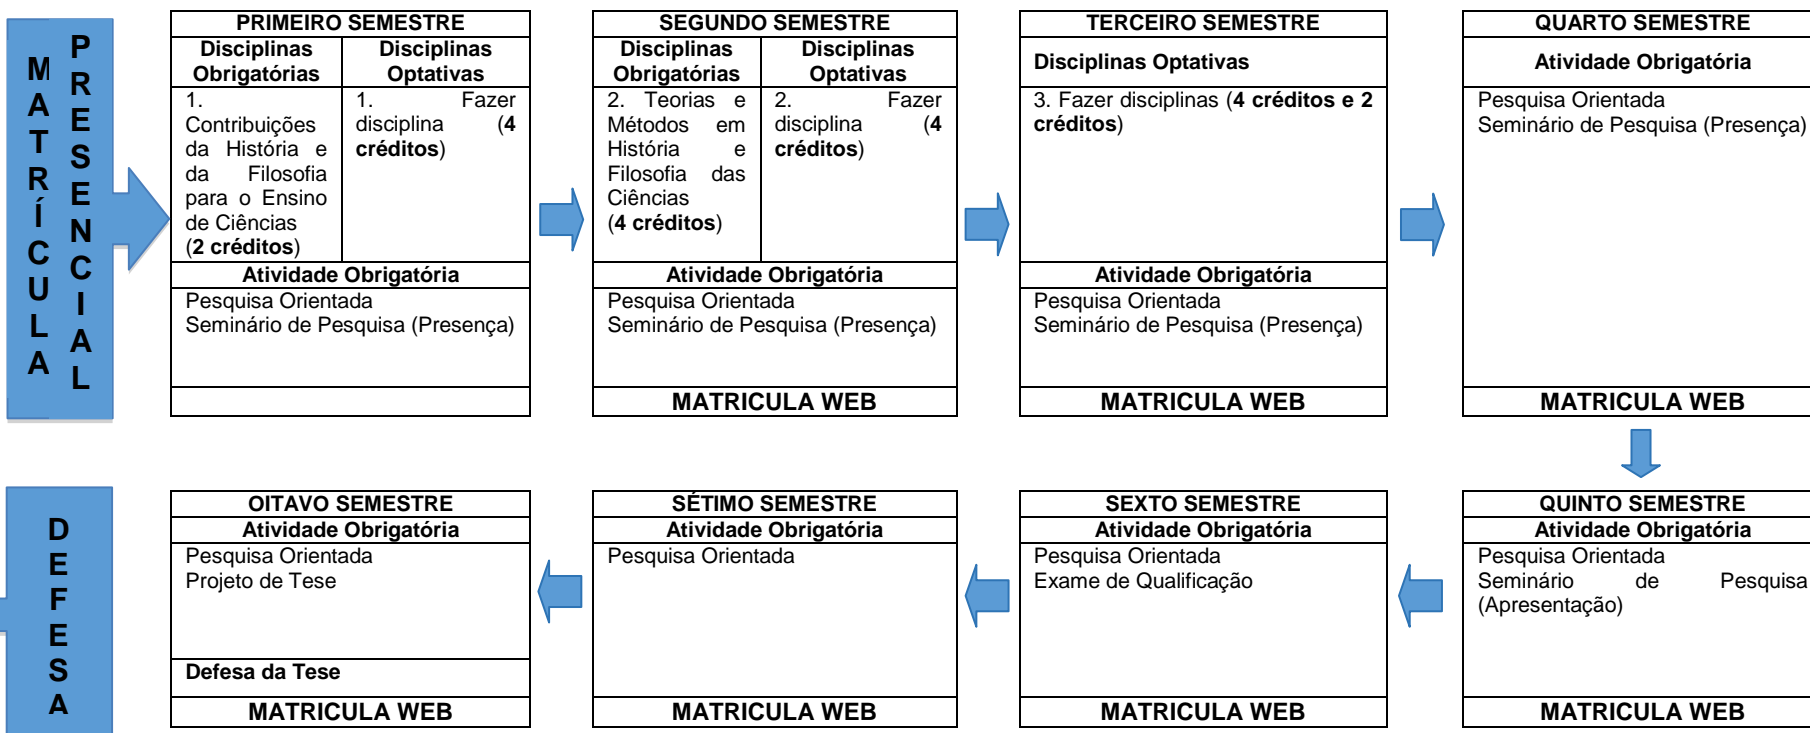 MATRÍCULA
PRESENCIAL
PRIMEIRO SEMESTRE
Disciplinas
Obrigatórias
Disciplinas
Optativas
1.
Contribuições
da História e
da Filosofia
para o Ensino
de Ciências
(2 créditos)
1. Fazer
disciplina (4
créditos)
Atividade Obrigatória
Pesquisa Orientada
Seminário de Pesquisa (Presença)
SEGUNDO SEMESTRE
Disciplinas
Obrigatórias
Disciplinas
Optativas
2. Teorias e
Métodos em
História e
Filosofia das
Ciências
(4 créditos)
2. Fazer
disciplina (4
créditos)
Atividade Obrigatória
Pesquisa Orientada
Seminário de Pesquisa (Presença)
MATRICULA WEB
TERCEIRO SEMESTRE
Disciplinas Optativas
3. Fazer disciplinas (4 créditos e 2
créditos)
Atividade Obrigatória
Pesquisa Orientada
Seminário de Pesquisa (Presença)
MATRICULA WEB
QUARTO SEMESTRE
Atividade Obrigatória
Pesquisa Orientada
Seminário de Pesquisa (Presença)
MATRICULA WEB
QUINTO SEMESTRE
Atividade Obrigatória
Pesquisa Orientada
Seminário de Pesquisa
(Apresentação)
MATRICULA WEB
SEXTO SEMESTRE
Atividade Obrigatória
Pesquisa Orientada
Exame de Qualificação
MATRICULA WEB
SÉTIMO SEMESTRE
Atividade Obrigatória
Pesquisa Orientada
MATRICULA WEB
OITAVO SEMESTRE
Atividade Obrigatória
Pesquisa Orientada
Projeto de Tese
Defesa da Tese
MATRICULA WEB
DEFESA